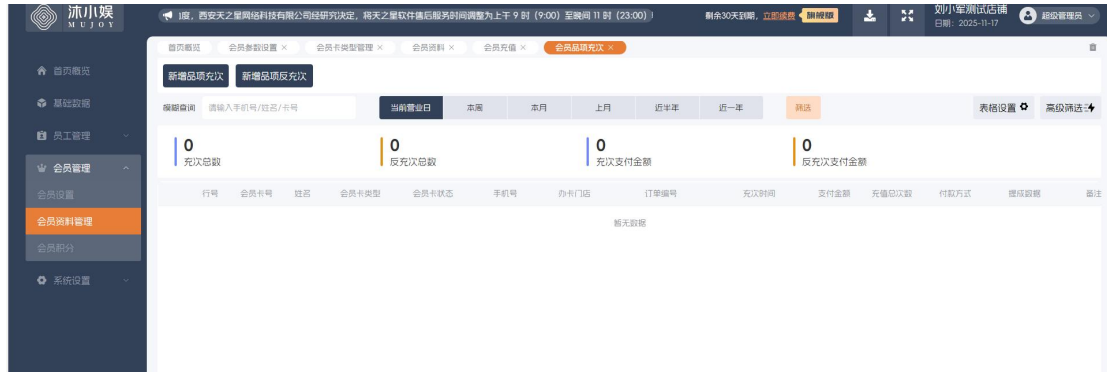 沐小娱
MUJOY
度，西安天之星网络科技有限公司经研究决定，将天之星软件售后服务时间调整为上午 9 时 (9:00) 至晚间 11 时 (23:00)
剩余30天到期，立即续费 旗舰版
刘小军测试店铺
日期：2025-11-17
超级管理员
首页概览 会员参数设置 × 会员卡类型管理 × 会员资料 × 会员充值 × 会员品项充次 ×
首页概览
基础数据
员工管理
会员管理
会员设置
会员资料管理
会员积分
系统设置
新增品项充次 新增品项反充次
模糊查询 请输入手机号/姓名/卡号 当前营业日 本周 本月 上月 近半年 近一年 筛选 表格设置 高级筛选
0 0 0 0
充次总数 反充次总数 充次支付金额 反充次支付金额
行号 会员卡号 姓名 会员卡类型 会员卡状态 手机号 办卡门店 订单编号 充次时间 支付金额 充值总次数 付款方式 提成数据 备注
暂无数据